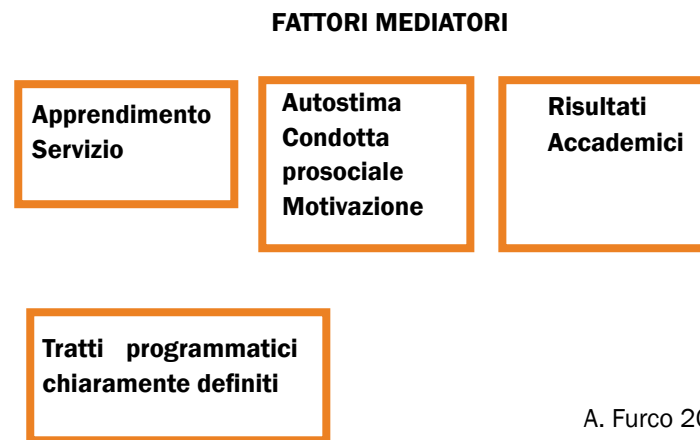 FATTORI MEDIATORI
Apprendimento
Servizio
Autostima
Condotta
prosociale
Motivazione
Risultati
Accademici
Tratti programmatici
chiaramente definiti
A. Furco